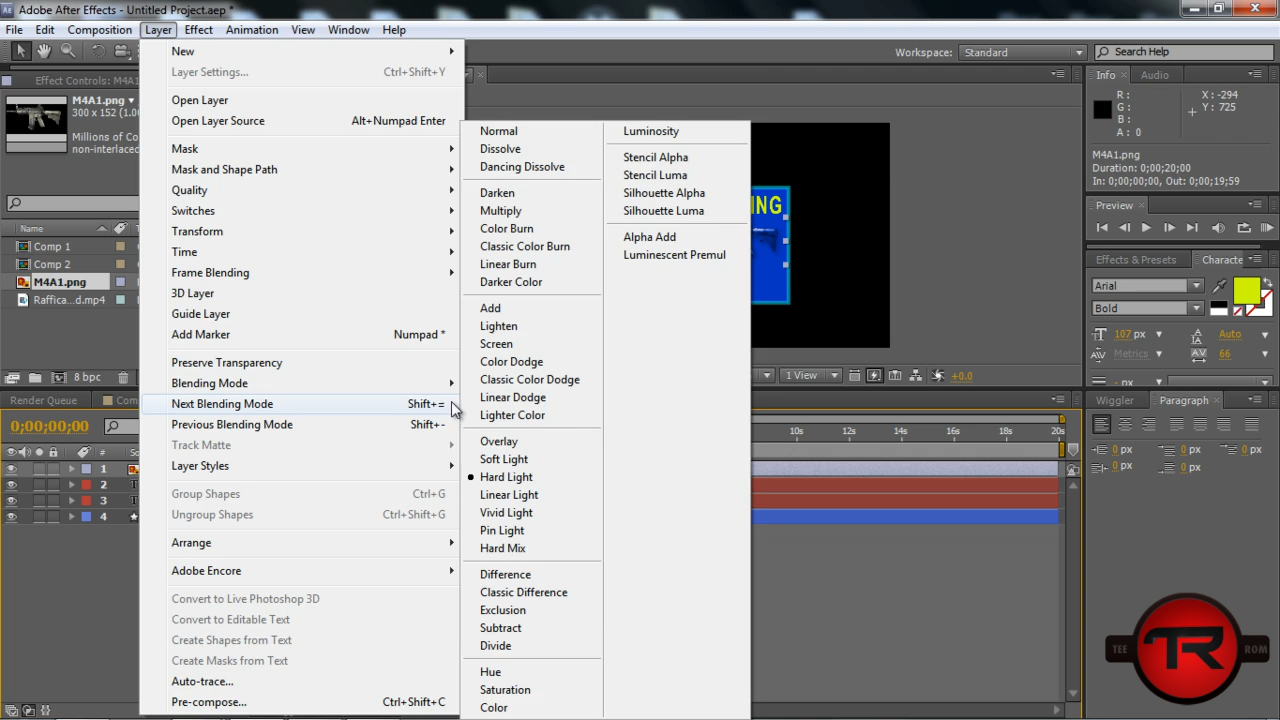 Adobe After Effects - Untitled Project.aep *
File Edit Composition Layer Effect Animation View Window Help
Workspace: Standard Search Help
Effect Controls: M4A1
M4A1.png
300 x 152 (1.0
Millions of Co
non-interlaced
Name
Comp 1
Comp 2
M4A1.png
Raffica...d.mp4
8 bpc
Render Queue
Com
0;00;00;00
#
So
1
2 T
3 T
4
New
Layer Settings... Ctrl+Shift+Y
Open Layer
Open Layer Source Alt+Numpad Enter
Mask
Mask and Shape Path
Quality
Switches
Transform
Time
Frame Blending
3D Layer
Guide Layer
Add Marker Numpad *
Preserve Transparency
Blending Mode
Next Blending Mode Shift+=
Previous Blending Mode Shift+-
Track Matte
Layer Styles
Group Shapes Ctrl+G
Ungroup Shapes Ctrl+Shift+G
Arrange
Adobe Encore
Convert to Live Photoshop 3D
Convert to Editable Text
Create Shapes from Text
Create Masks from Text
Auto-trace...
Pre-compose... Ctrl+Shift+C
Normal
Dissolve
Dancing Dissolve
Darken
Multiply
Color Burn
Classic Color Burn
Linear Burn
Darker Color
Add
Lighten
Screen
Color Dodge
Classic Color Dodge
Linear Dodge
Lighter Color
Overlay
Soft Light
Hard Light
Linear Light
Vivid Light
Pin Light
Hard Mix
Difference
Classic Difference
Exclusion
Subtract
Divide
Hue
Saturation
Color
Luminosity
Stencil Alpha
Stencil Luma
Silhouette Alpha
Silhouette Luma
Alpha Add
Luminescent Premul
ING
1 View +0.0
10s 12s 14s 16s 18s 20s
Info Audio
R : X : -294
G : Y : 725
B :
A : 0
M4A1.png
Duration: 0;00;20;00
In: 0;00;00;00, Out: 0;00;19;59
Preview
Effects & Presets Characte
Arial
Bold
107 px Auto
Metrics 66
- px
Wiggler Paragraph
0 px 0 px 0 px
0 px 0 px
TEE TR ROM